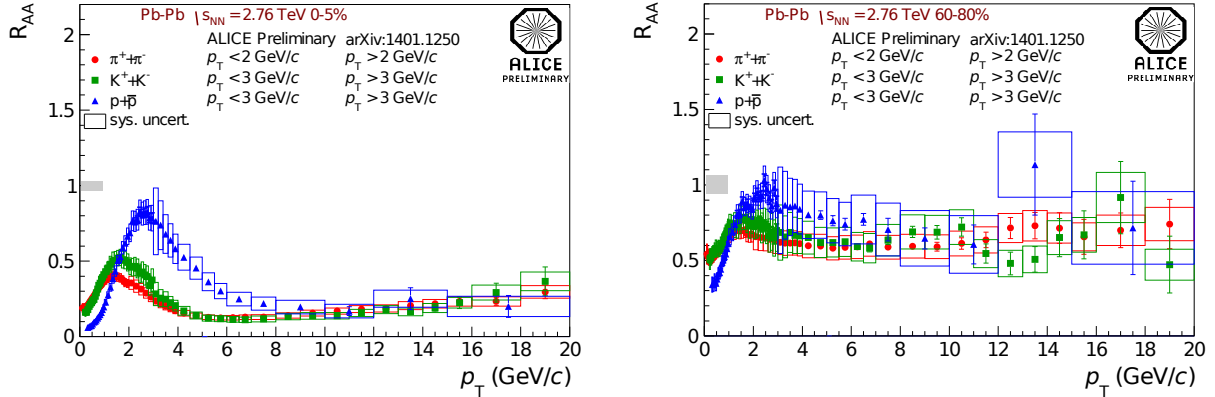 R_AA
Pb-Pb √s_NN = 2.76 TeV 0-5%
ALICE Preliminary arXiv:1401.1250
π⁺+π⁻ p_T <2 GeV/c p_T >2 GeV/c
K⁺+K⁻ p_T <3 GeV/c p_T >3 GeV/c
p+p̅ p_T <3 GeV/c p_T >3 GeV/c
sys. uncert.
ALICE
PRELIMINARY
2
1.5
1
0.5
0
0 2 4 6 8 10 12 14 16 18 20
p_T (GeV/c)
R_AA
Pb-Pb √s_NN = 2.76 TeV 60-80%
ALICE Preliminary arXiv:1401.1250
π⁺+π⁻ p_T <2 GeV/c p_T >2 GeV/c
K⁺+K⁻ p_T <3 GeV/c p_T >3 GeV/c
p+p̅ p_T <3 GeV/c p_T >3 GeV/c
sys. uncert.
ALICE
PRELIMINARY
2
1.5
1
0.5
0
0 2 4 6 8 10 12 14 16 18 20
p_T (GeV/c)